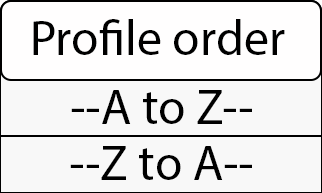 Profile order
--A to Z--
--Z to A--